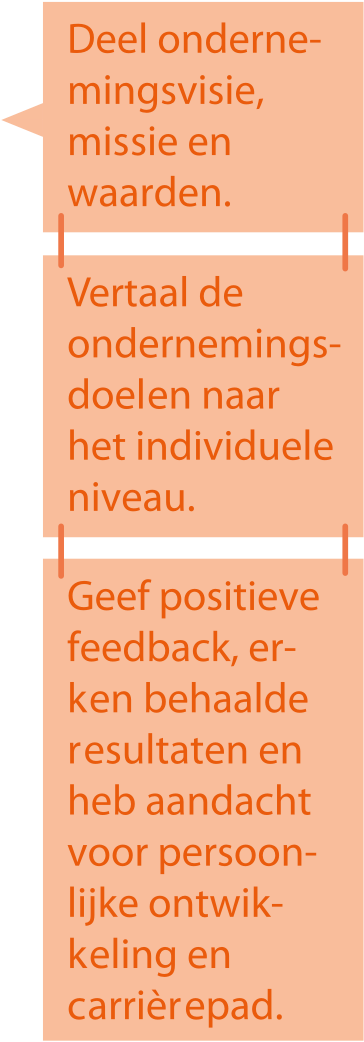 Deel onderne-
mingsvisie,
missie en
waarden.
Vertaal de
ondernemings-
doelen naar
het individuele
niveau.
Geef positieve
feedback, er-
ken behaalde
resultaten en
heb aandacht
voor persoon-
lijke ontwik-
keling en
carrièrepad.